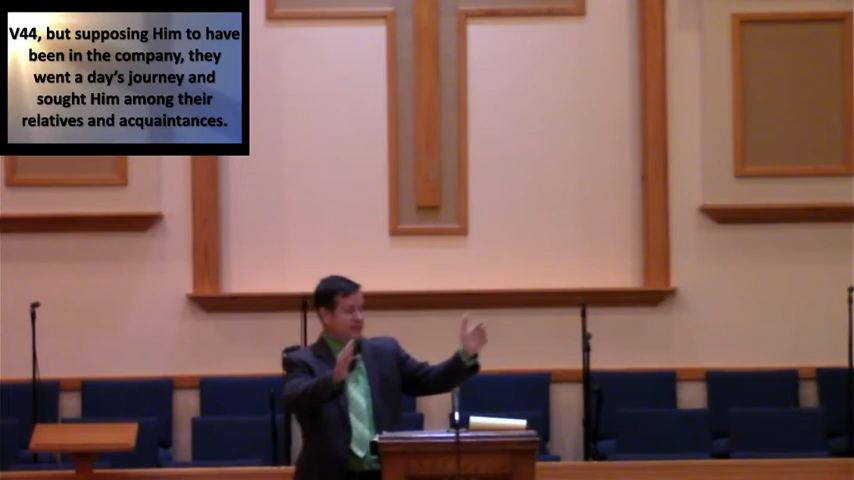 V44, but supposing Him to have
been in the company, they
went a day’s journey and
sought Him among their
relatives and acquaintances.